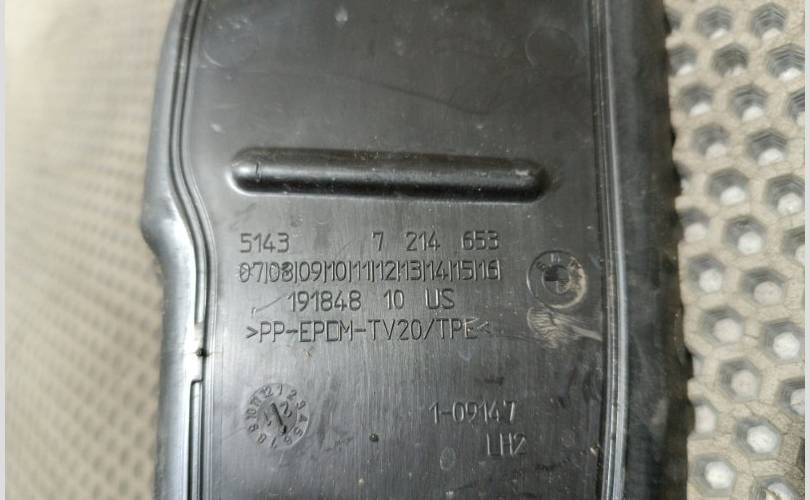 5143 7 214 653
07|08|09|10|11|12|13|14|15|16
191848 10 US
>PP-EPDM-TV20/TPE<
1-09147
LH2